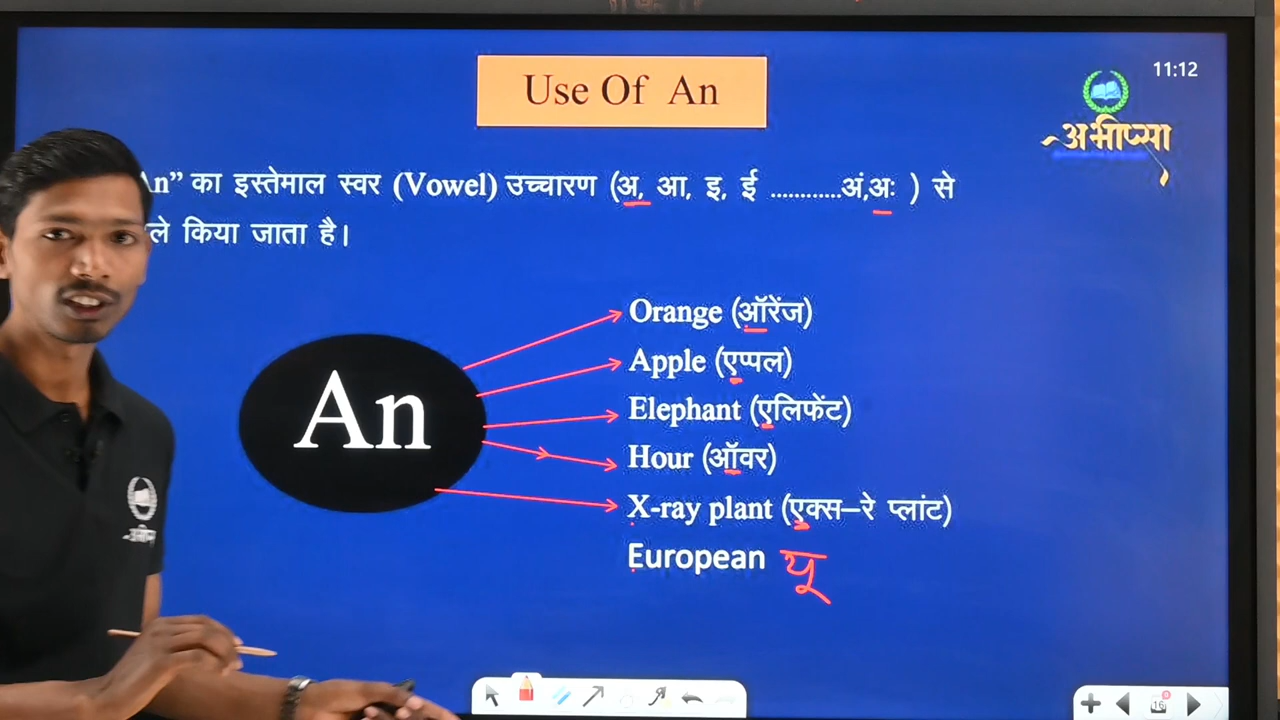 11:12
Use Of An
अभीप्सा
An” का इस्तेमाल स्वर (Vowel) उच्चारण (अ, आ, इ, ई ............अं,अः ) से
किया जाता है।
An
Orange (ऑरेंज)
Apple (एप्पल)
Elephant (एलिफेंट)
Hour (ऑवर)
X-ray plant (एक्स–रे प्लांट)
European यू
16